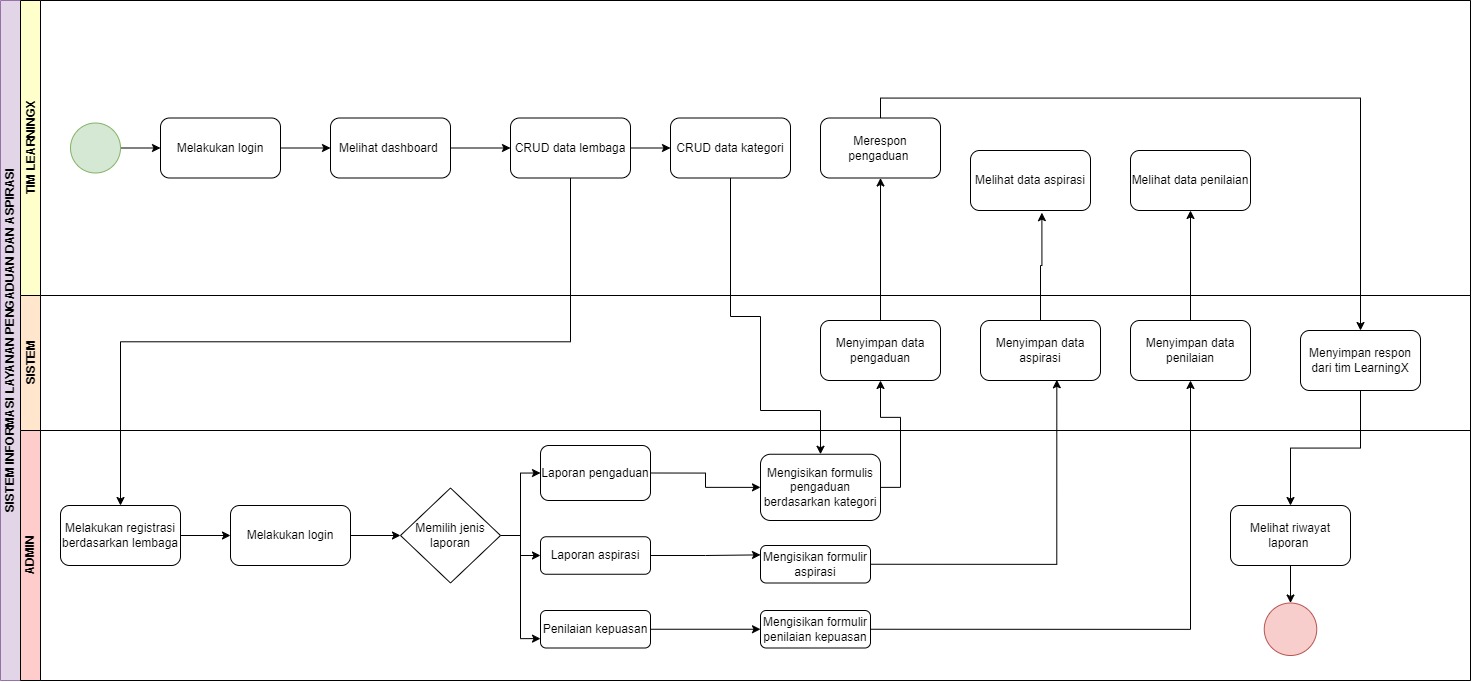 SISTEM INFORMASI LAYANAN PENGADUAN DAN ASPIRASI
TIM LEARNINGX
Melakukan login
Melihat dashboard
CRUD data lembaga
CRUD data kategori
Merespon
pengaduan
Melihat data aspirasi
Melihat data penilaian
SISTEM
Menyimpan data
pengaduan
Menyimpan data
aspirasi
Menyimpan data
penilaian
Menyimpan respon
dari tim LearningX
ADMIN
Melakukan registrasi
berdasarkan lembaga
Melakukan login
Memilih jenis
laporan
Laporan pengaduan
Laporan aspirasi
Penilaian kepuasan
Mengisikan formulis
pengaduan
berdasarkan kategori
Mengisikan formulir
aspirasi
Mengisikan formulir
penilaian kepuasan
Melihat riwayat
laporan